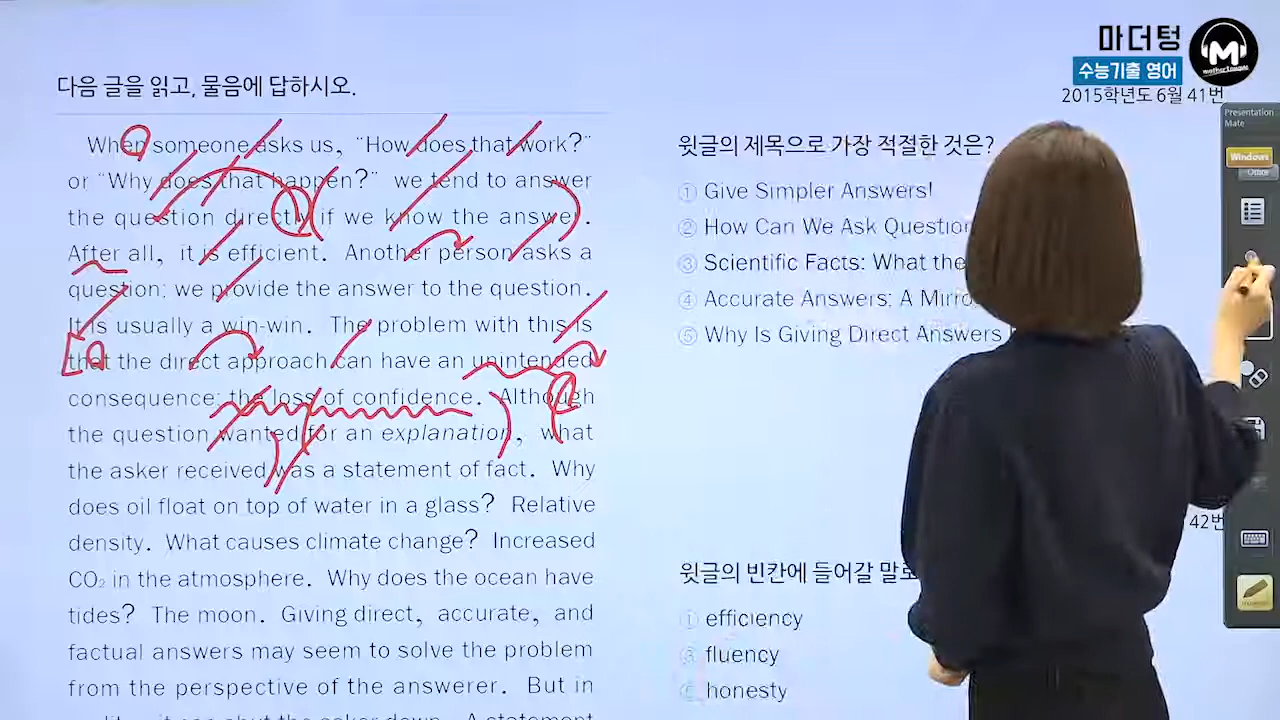 마더텅
수능기출 영어
M
mothertongue
2015학년도 6월 41번
다음 글을 읽고, 물음에 답하시오.
When someone asks us, “How does that work?”
or “Why does that happen?” we tend to answer
the question directly if we know the answer.
After all, it is efficient. Another person asks a
question; we provide the answer to the question.
It is usually a win-win. The problem with this is
that the direct approach can have an unintended
consequence: the loss of confidence. Although
the question wanted for an explanation, what
the asker received was a statement of fact. Why
does oil float on top of water in a glass? Relative
density. What causes climate change? Increased
CO₂ in the atmosphere. Why does the ocean have
tides? The moon. Giving direct, accurate, and
factual answers may seem to solve the problem
from the perspective of the answerer. But in
it can shut the asker down. A statement
윗글의 제목으로 가장 적절한 것은?
① Give Simpler Answers!
② How Can We Ask
③ Scientific Facts: What
④ Accurate Answers: A
⑤ Why Is Giving Direct Answers
42번
윗글의 빈칸에 들어갈
① efficiency
fluency
honesty
Presentation
Mate
Windows